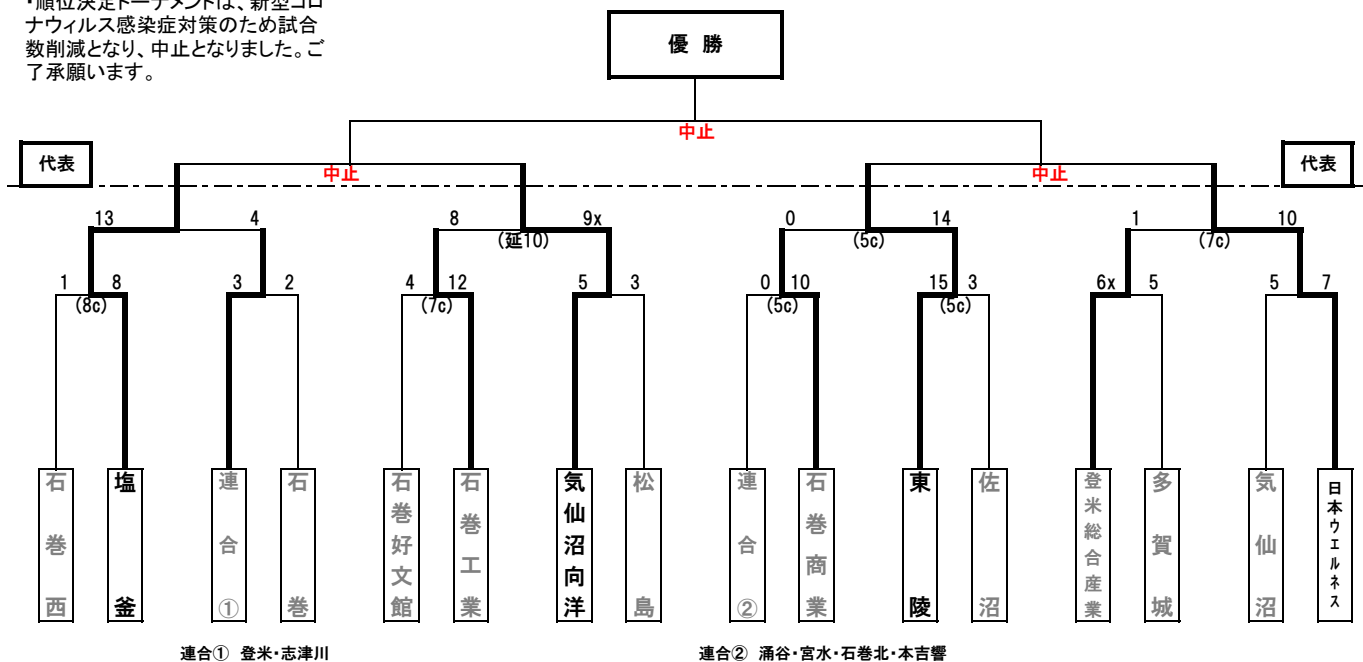 ・順位決定トーナメントは、新型コロ
ナウィルス感染症対策のため試合
数削減となり、中止となりました。ご
了承願います。
優 勝
中止
代表
中止
中止
代表
13 4 8 9x 0 14 1 10
(延10) (5c) (7c)
1 8 3 2 4 12 5 3 0 10 15 3 6x 5 5 7
(8c) (7c) (5c) (5c)
石巻西
塩釜
連合①
石巻
石巻好文館
石巻工業
気仙沼向洋
松島
連合②
石巻商業
東陵
佐沼
登米総合産業
多賀城
気仙沼
日本ウエルネス
連合① 登米・志津川
連合② 涌谷・宮水・石巻北・本吉響